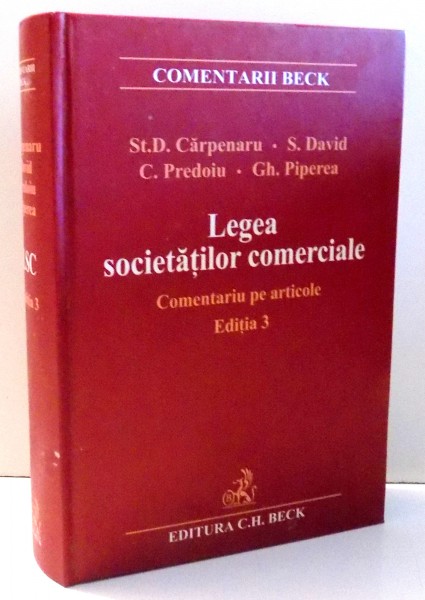 COMENTARII BECK
St.D. Cărpenaru • S. David
C. Predoiu • Gh. Piperea
Legea
societăților comerciale
Comentariu pe articole
Ediția 3
EDITURA C.H. BECK